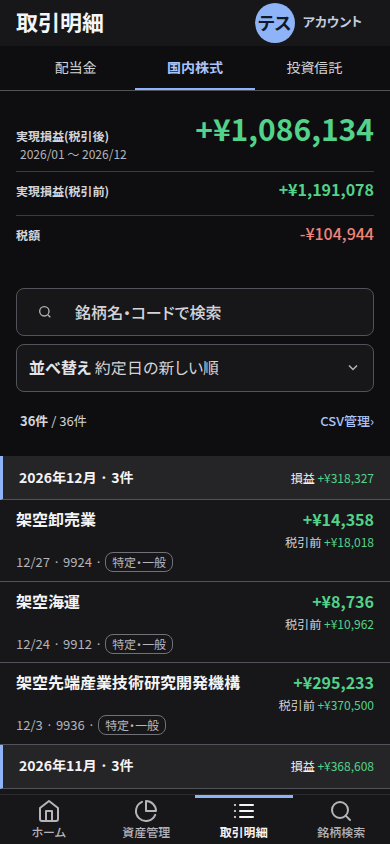 取引明細
テス アカウント
配当金 国内株式 投資信託
実現損益(税引後) +¥1,086,134
2026/01 〜 2026/12
実現損益(税引前) +¥1,191,078
税額 -¥104,944
銘柄名・コードで検索
並べ替え 約定日の新しい順
36件 / 36件 CSV管理›
2026年12月・3件 損益 +¥318,327
架空卸売業 +¥14,358
税引前 +¥18,018
12/27・9924・特定・一般
架空海運 +¥8,736
税引前 +¥10,962
12/24・9912・特定・一般
架空先端産業技術研究開発機構 +¥295,233
税引前 +¥370,500
12/3・9936・特定・一般
2026年11月・3件 損益 +¥368,608
ホーム 資産管理 取引明細 銘柄検索